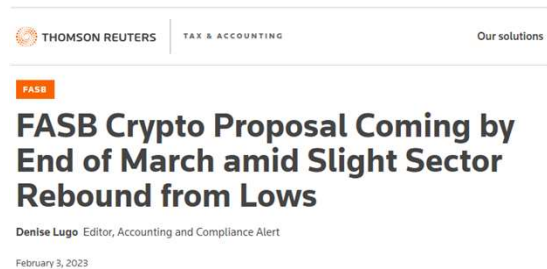 THOMSON REUTERS
TAX & ACCOUNTING
Our solutions
FASB
FASB Crypto Proposal Coming by
End of March amid Slight Sector
Rebound from Lows
Denise Lugo Editor, Accounting and Compliance Alert
February 3, 2023